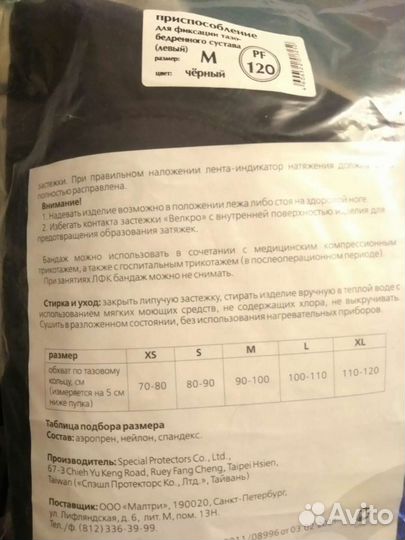 приспособление
для фиксации тазо-
бедренного сустава
(левый)
размер: M
цвет: чёрный
PF
120
застежки. При правильном наложении лента-индикатор натяжения
полностью расправлена.
Внимание!
1. Надевать изделие возможно в положении лежа либо стоя на здоровой ноге.
2. Избегать контакта застежки «Велкро» с внутренней поверхностью изделия для
предотвращения образования затяжек.
Бандаж можно использовать в сочетании с медицинским компрессионным
трикотажем, а также с госпитальным трикотажем (в послеоперационном периоде).
При занятиях ЛФК бандаж можно не снимать.
Стирка и уход: закрыть липучую застежку, стирать изделие вручную в теплой воде с
использованием мягких моющих средств, не содержащих хлора, не выкручивать.
Сушить в разложенном состоянии, без использования нагревательных приборов.
размер XS S M L XL
обхват по тазовому
кольцу, см
(измеряется на 5 см
ниже пупка)
70-80 80-90 90-100 100-110 110-120
Таблица подбора размера
Состав: аэропрен, нейлон, спандекс.
Производитель: Special Protectors Co., Ltd.,
67-3 Chieh Yu Keng Road, Ruey Fang Cheng, Taipei Hsien,
Taiwan («Спэшл Протекторс Ко., Лтд.», Тайвань)
Поставщик: ООО «Малтри», 190020, Санкт-Петербург,
ул. Лифляндская, д. 6, лит. М, пом. 13Н.
Тел./ф. (812) 336-39-99.
2011/08996 от 03.02
Avito